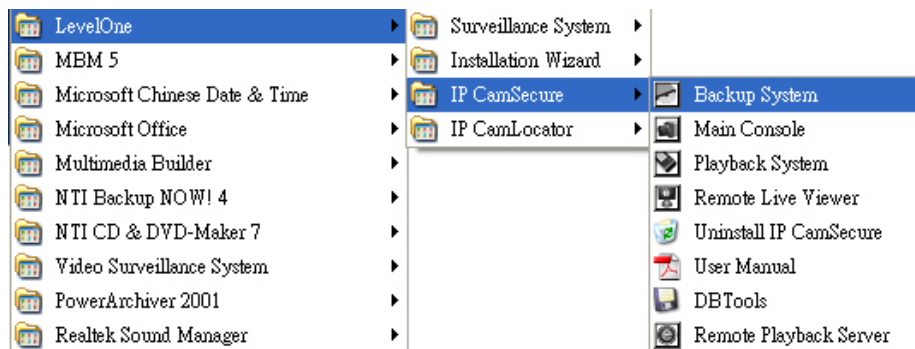 LevelOne
MBM 5
Microsoft Chinese Date & Time
Microsoft Office
Multimedia Builder
NTI Backup NOW! 4
NTI CD & DVD-Maker 7
Video Surveillance System
PowerArchiver 2001
Realtek Sound Manager
Surveillance System
Installation Wizard
IP CamSecure
IP CamLocator
Backup System
Main Console
Playback System
Remote Live Viewer
Uninstall IP CamSecure
User Manual
DBTools
Remote Playback Server